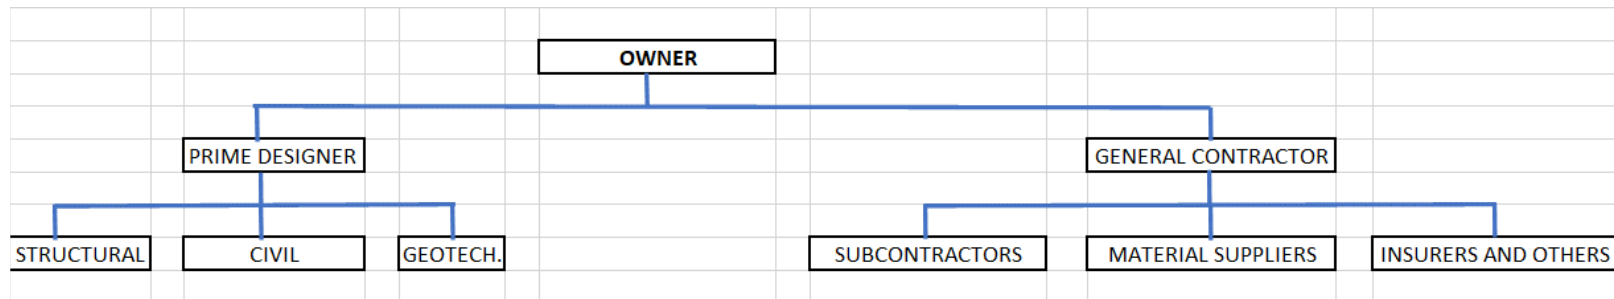 OWNER
PRIME DESIGNER
GENERAL CONTRACTOR
STRUCTURAL
CIVIL
GEOTECH.
SUBCONTRACTORS
MATERIAL SUPPLIERS
INSURERS AND OTHERS